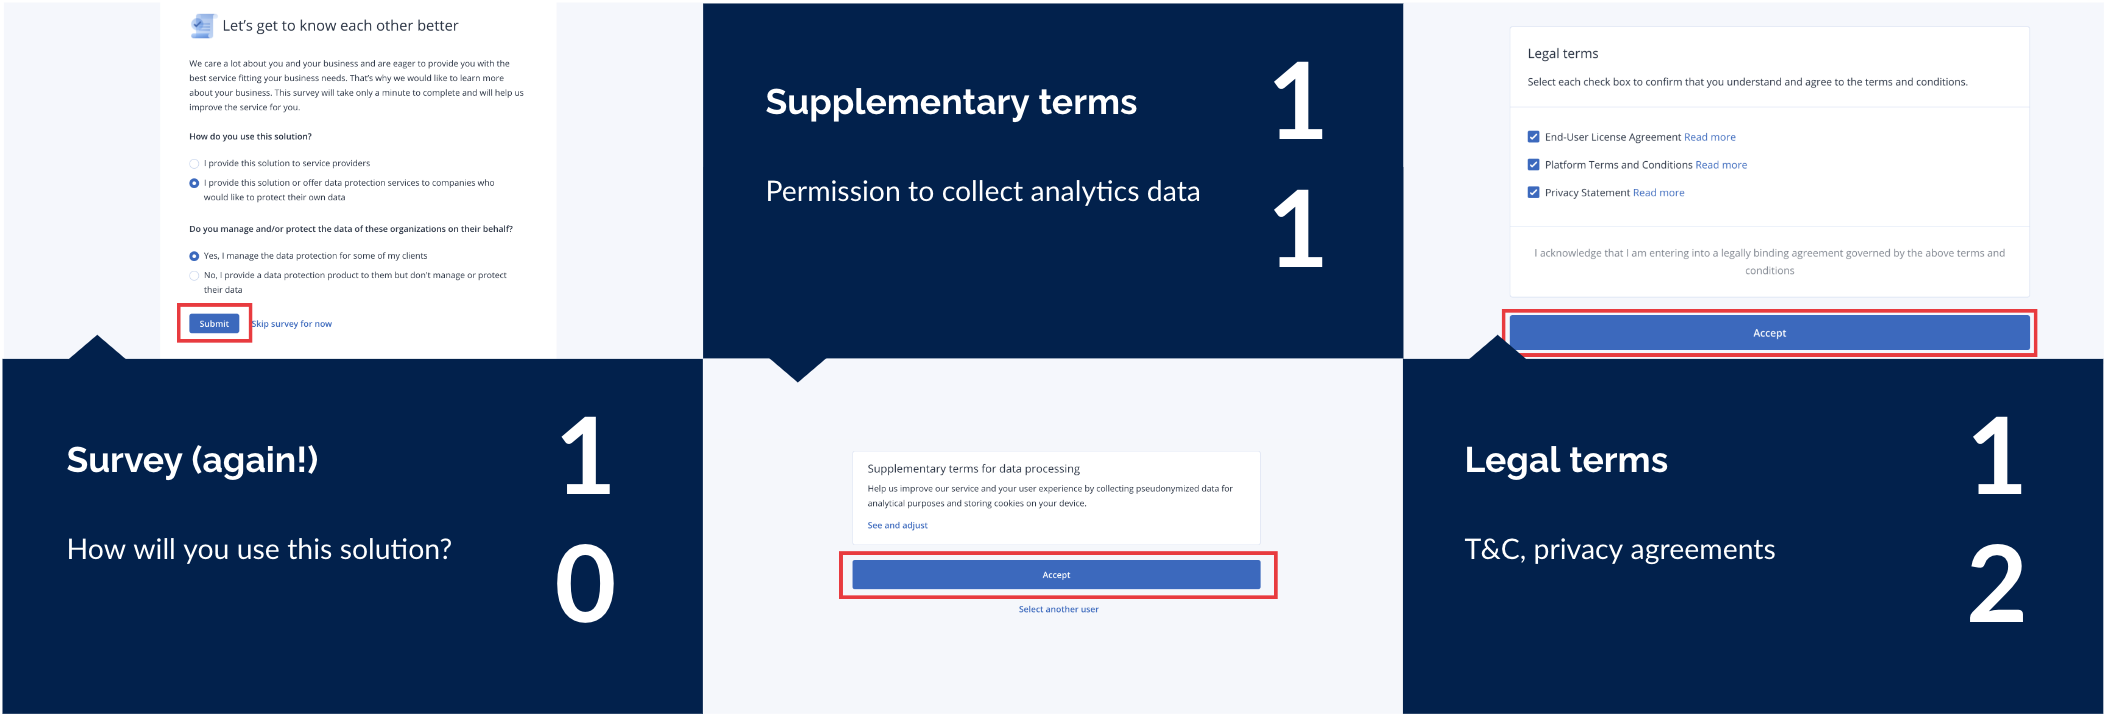 Let's get to know each other better
We care a lot about you and your business and are eager to provide you with the
best service fitting your business needs. That's why we would like to learn more
about your business. This survey will take only a minute to complete and will help us
improve the service for you.
How do you use this solution?
I provide this solution to service providers
I provide this solution or offer data protection services to companies who
would like to protect their own data
Do you manage and/or protect the data of these organizations on their behalf?
Yes, I manage the data protection for some of my clients
No, I provide a data protection product to them but don't manage or protect
their data
Submit
Skip survey for now
Survey (again!)
How will you use this solution?
1
0
Supplementary terms
Permission to collect analytics data
1
1
Supplementary terms for data processing
Help us improve our service and your user experience by collecting pseudonymized data for
analytical purposes and storing cookies on your device.
See and adjust
Accept
Select another user
Legal terms
Select each check box to confirm that you understand and agree to the terms and conditions.
End-User License Agreement Read more
Platform Terms and Conditions Read more
Privacy Statement Read more
I acknowledge that I am entering into a legally binding agreement governed by the above terms and
conditions
Accept
Legal terms
T&C, privacy agreements
1
2